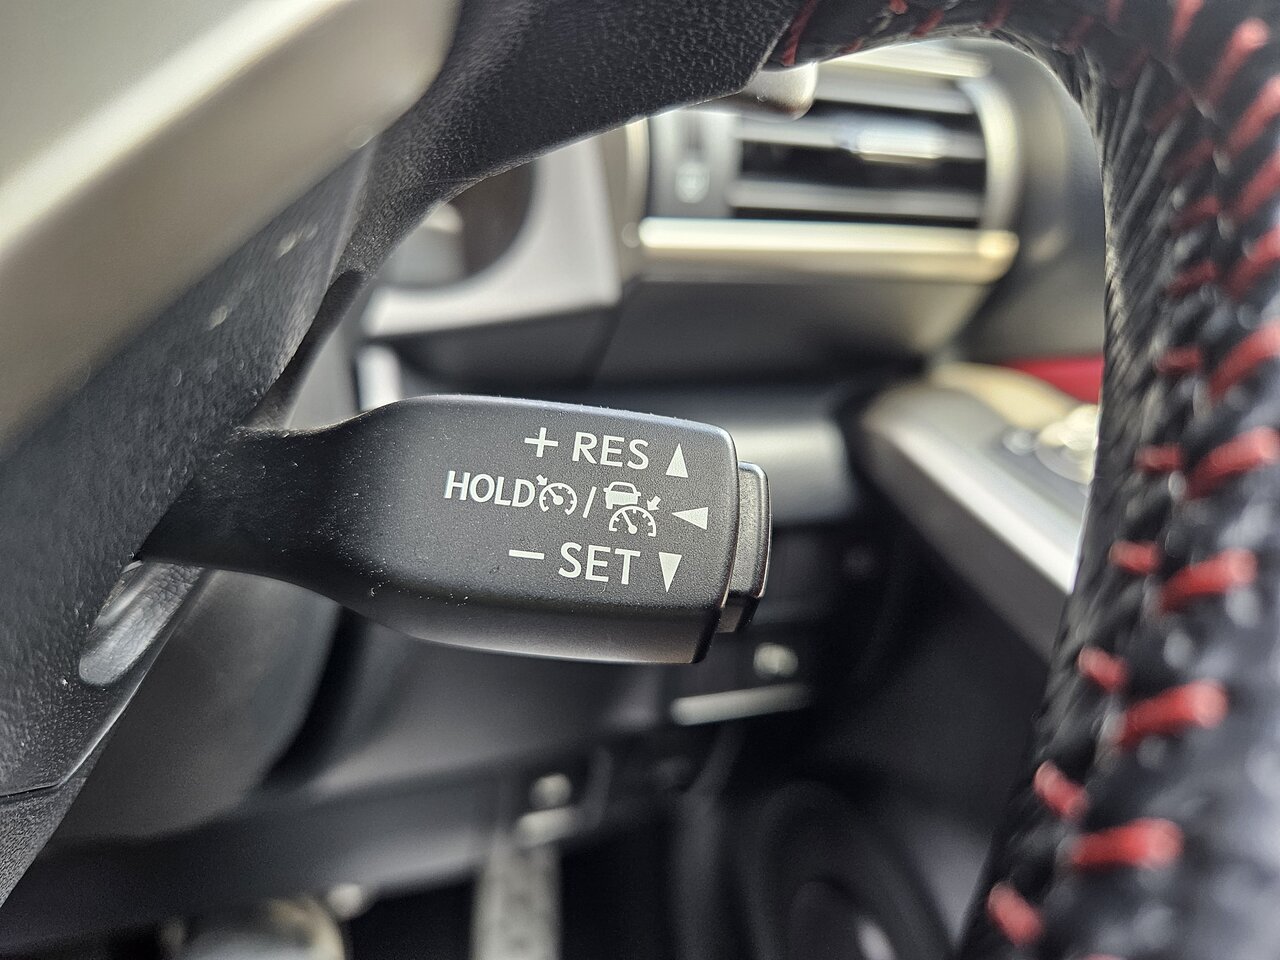 + RES ▲
HOLD / ◀
− SET ▼